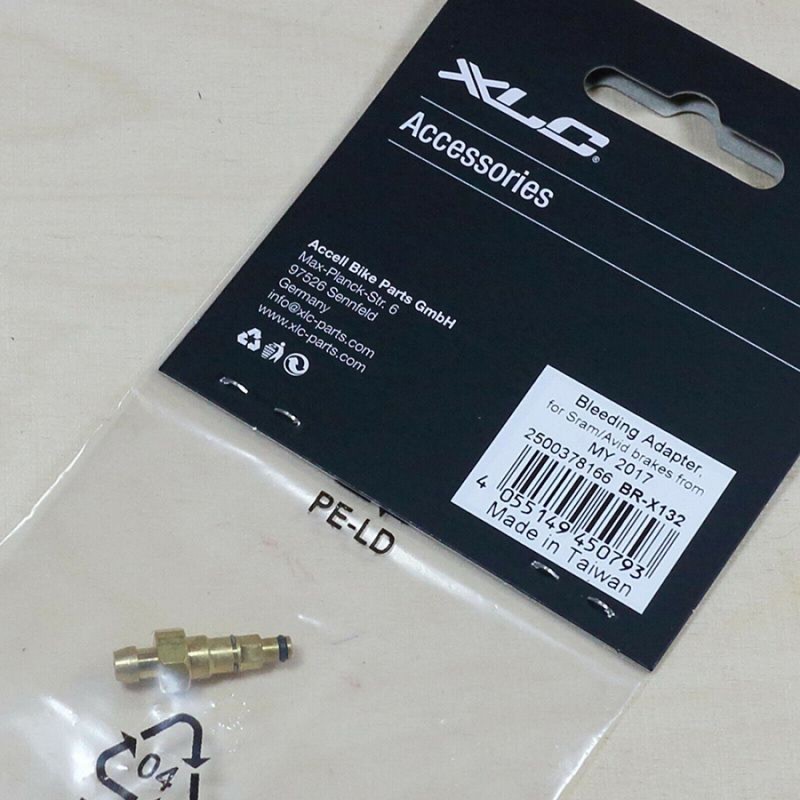 XLC®
Accessories
Accell Bike Parts GmbH
Max-Planck-Str. 6
97526 Sennfeld
Germany
info@xlc-parts.com
www.xlc-parts.com
Bleeding Adapter,
for Sram/Avid brakes from
MY 2017
2500378166 BR-X132
4 055149 450793
Made in Taiwan
PE-LD
04